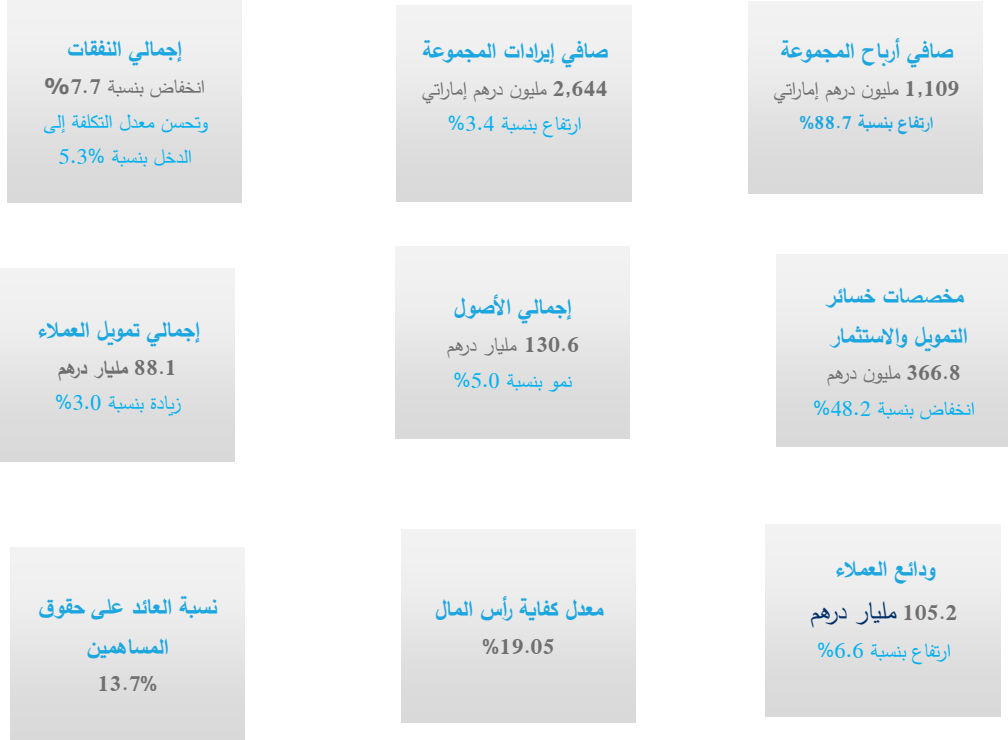 صافي أرباح المجموعة
1,109 مليون درهم إماراتي
ارتفاع بنسبة 88.7%
صافي إيرادات المجموعة
2,644 مليون درهم إماراتي
ارتفاع بنسبة 3.4%
إجمالي النفقات
انخفاض بنسبة 7.7%
وتحسن معدل التكلفة إلى
الدخل بنسبة 5.3%
مخصصات خسائر
التمويل والاستثمار
366.8 مليون درهم
انخفاض بنسبة 48.2%
إجمالي الأصول
130.6 مليار درهم
نمو بنسبة 5.0%
إجمالي تمويل العملاء
88.1 مليار درهم
زيادة بنسبة 3.0%
ودائع العملاء
105.2 مليار درهم
ارتفاع بنسبة 6.6%
معدل كفاية رأس المال
19.05%
نسبة العائد على حقوق
المساهمين
13.7%